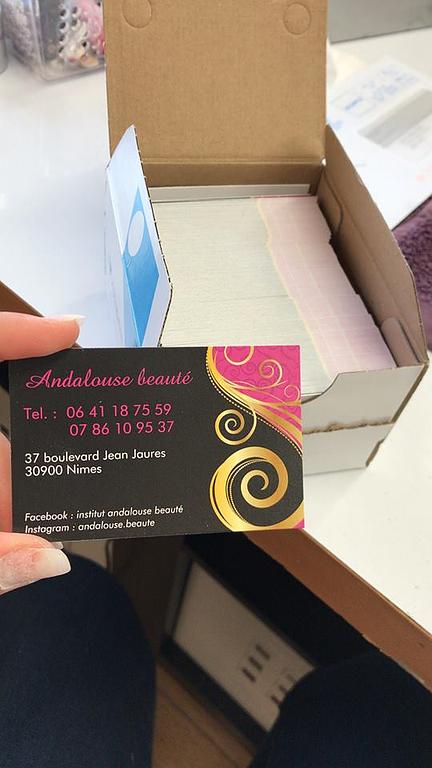 Andalouse beauté
Tel. : 06 41 18 75 59
07 86 10 95 37
37 boulevard Jean Jaures
30900 Nimes
Facebook : institut andalouse beauté
Instagram : andalouse.beaute